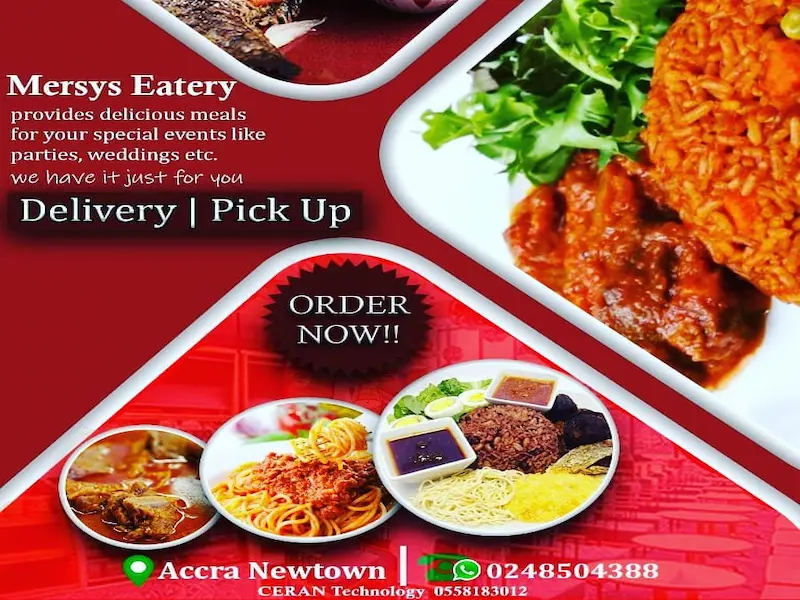 Mersys Eatery
provides delicious meals
for your special events like
parties, weddings etc.
we have it just for you
Delivery | Pick Up
ORDER
NOW!!
Accra Newtown | 0248504388
CERAN Technology 0558183012